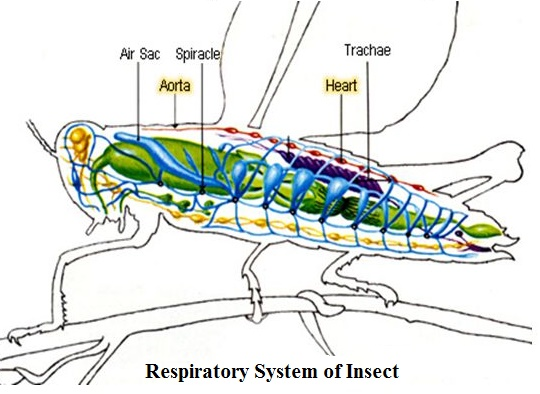 Air Sac Spiracle Trachae
Aorta Heart
Respiratory System of Insect